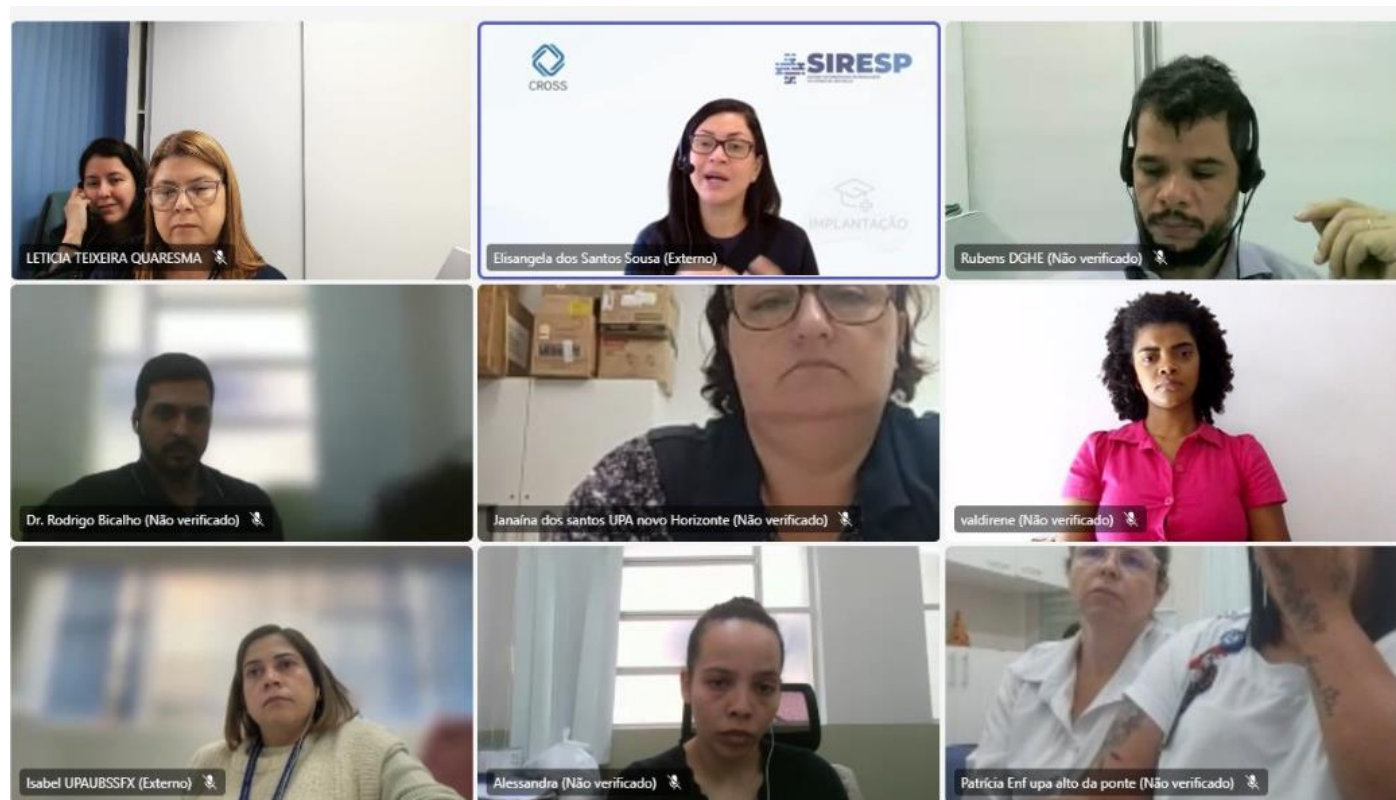 CROSS
SIRESP
IMPLANTAÇÃO
LETICIA TEIXEIRA QUARESMA
Elisangela dos Santos Sousa (Externo)
Rubens DGHE (Não verificado)
Dr. Rodrigo Bicalho (Não verificado)
Janaína dos santos UPA novo Horizonte (Não verificado)
valdirene (Não verificado)
Isabel UPAUBSSFX (Externo)
Alessandra (Não verificado)
Patrícia Enf upa alto da ponte (Não verificado)